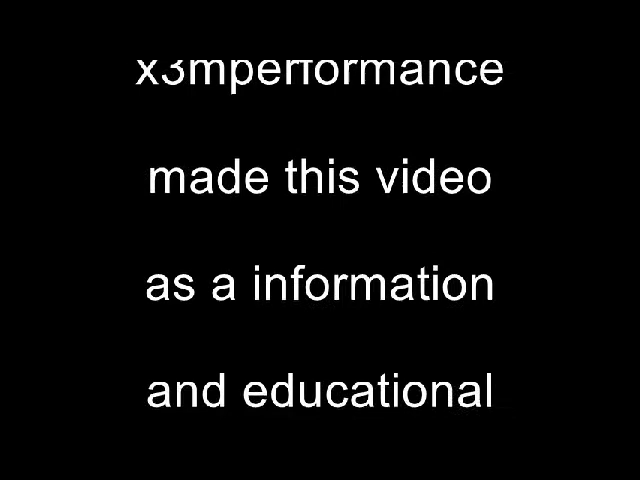 x3mperformance
made this video
as a information
and educational